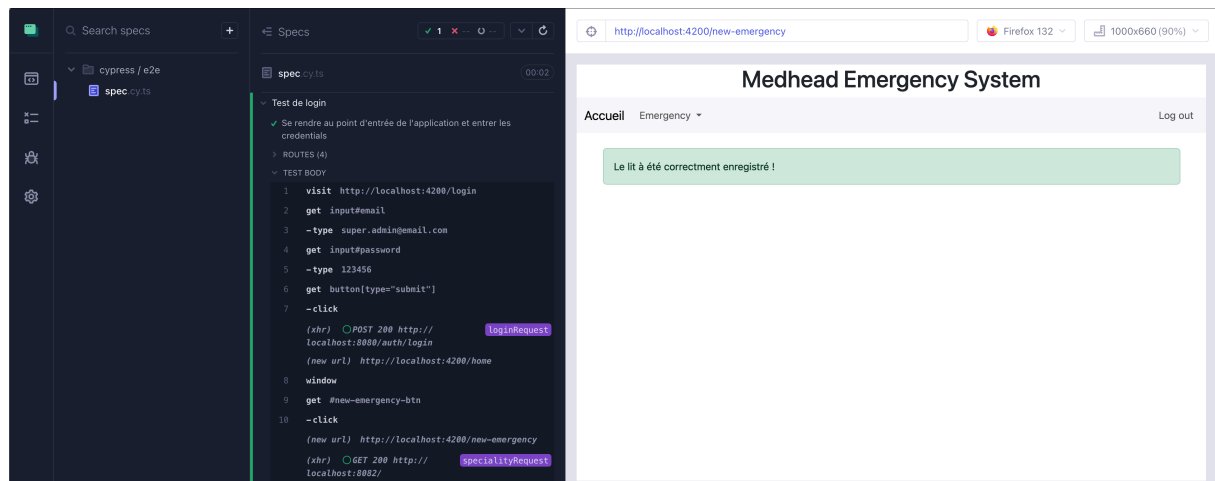 Search specs
+
cypress / e2e
spec.cy.ts
Specs
1
--
--
spec.cy.ts
00:02
Test de login
Se rendre au point d'entrée de l'application et entrer les
credentials
ROUTES (4)
TEST BODY
1 visit http://localhost:4200/login
2 get input#email
3 -type super.admin@email.com
4 get input#password
5 -type 123456
6 get button[type="submit"]
7 -click
(xhr) POST 200 http:// loginRequest
localhost:8080/auth/login
(new url) http://localhost:4200/home
8 window
9 get #new-emergency-btn
10 -click
(new url) http://localhost:4200/new-emergency
(xhr) GET 200 http:// specialityRequest
localhost:8082/
http://localhost:4200/new-emergency
Firefox 132
1000x660 (90%)
Medhead Emergency System
Accueil Emergency Log out
Le lit à été correctment enregistré !